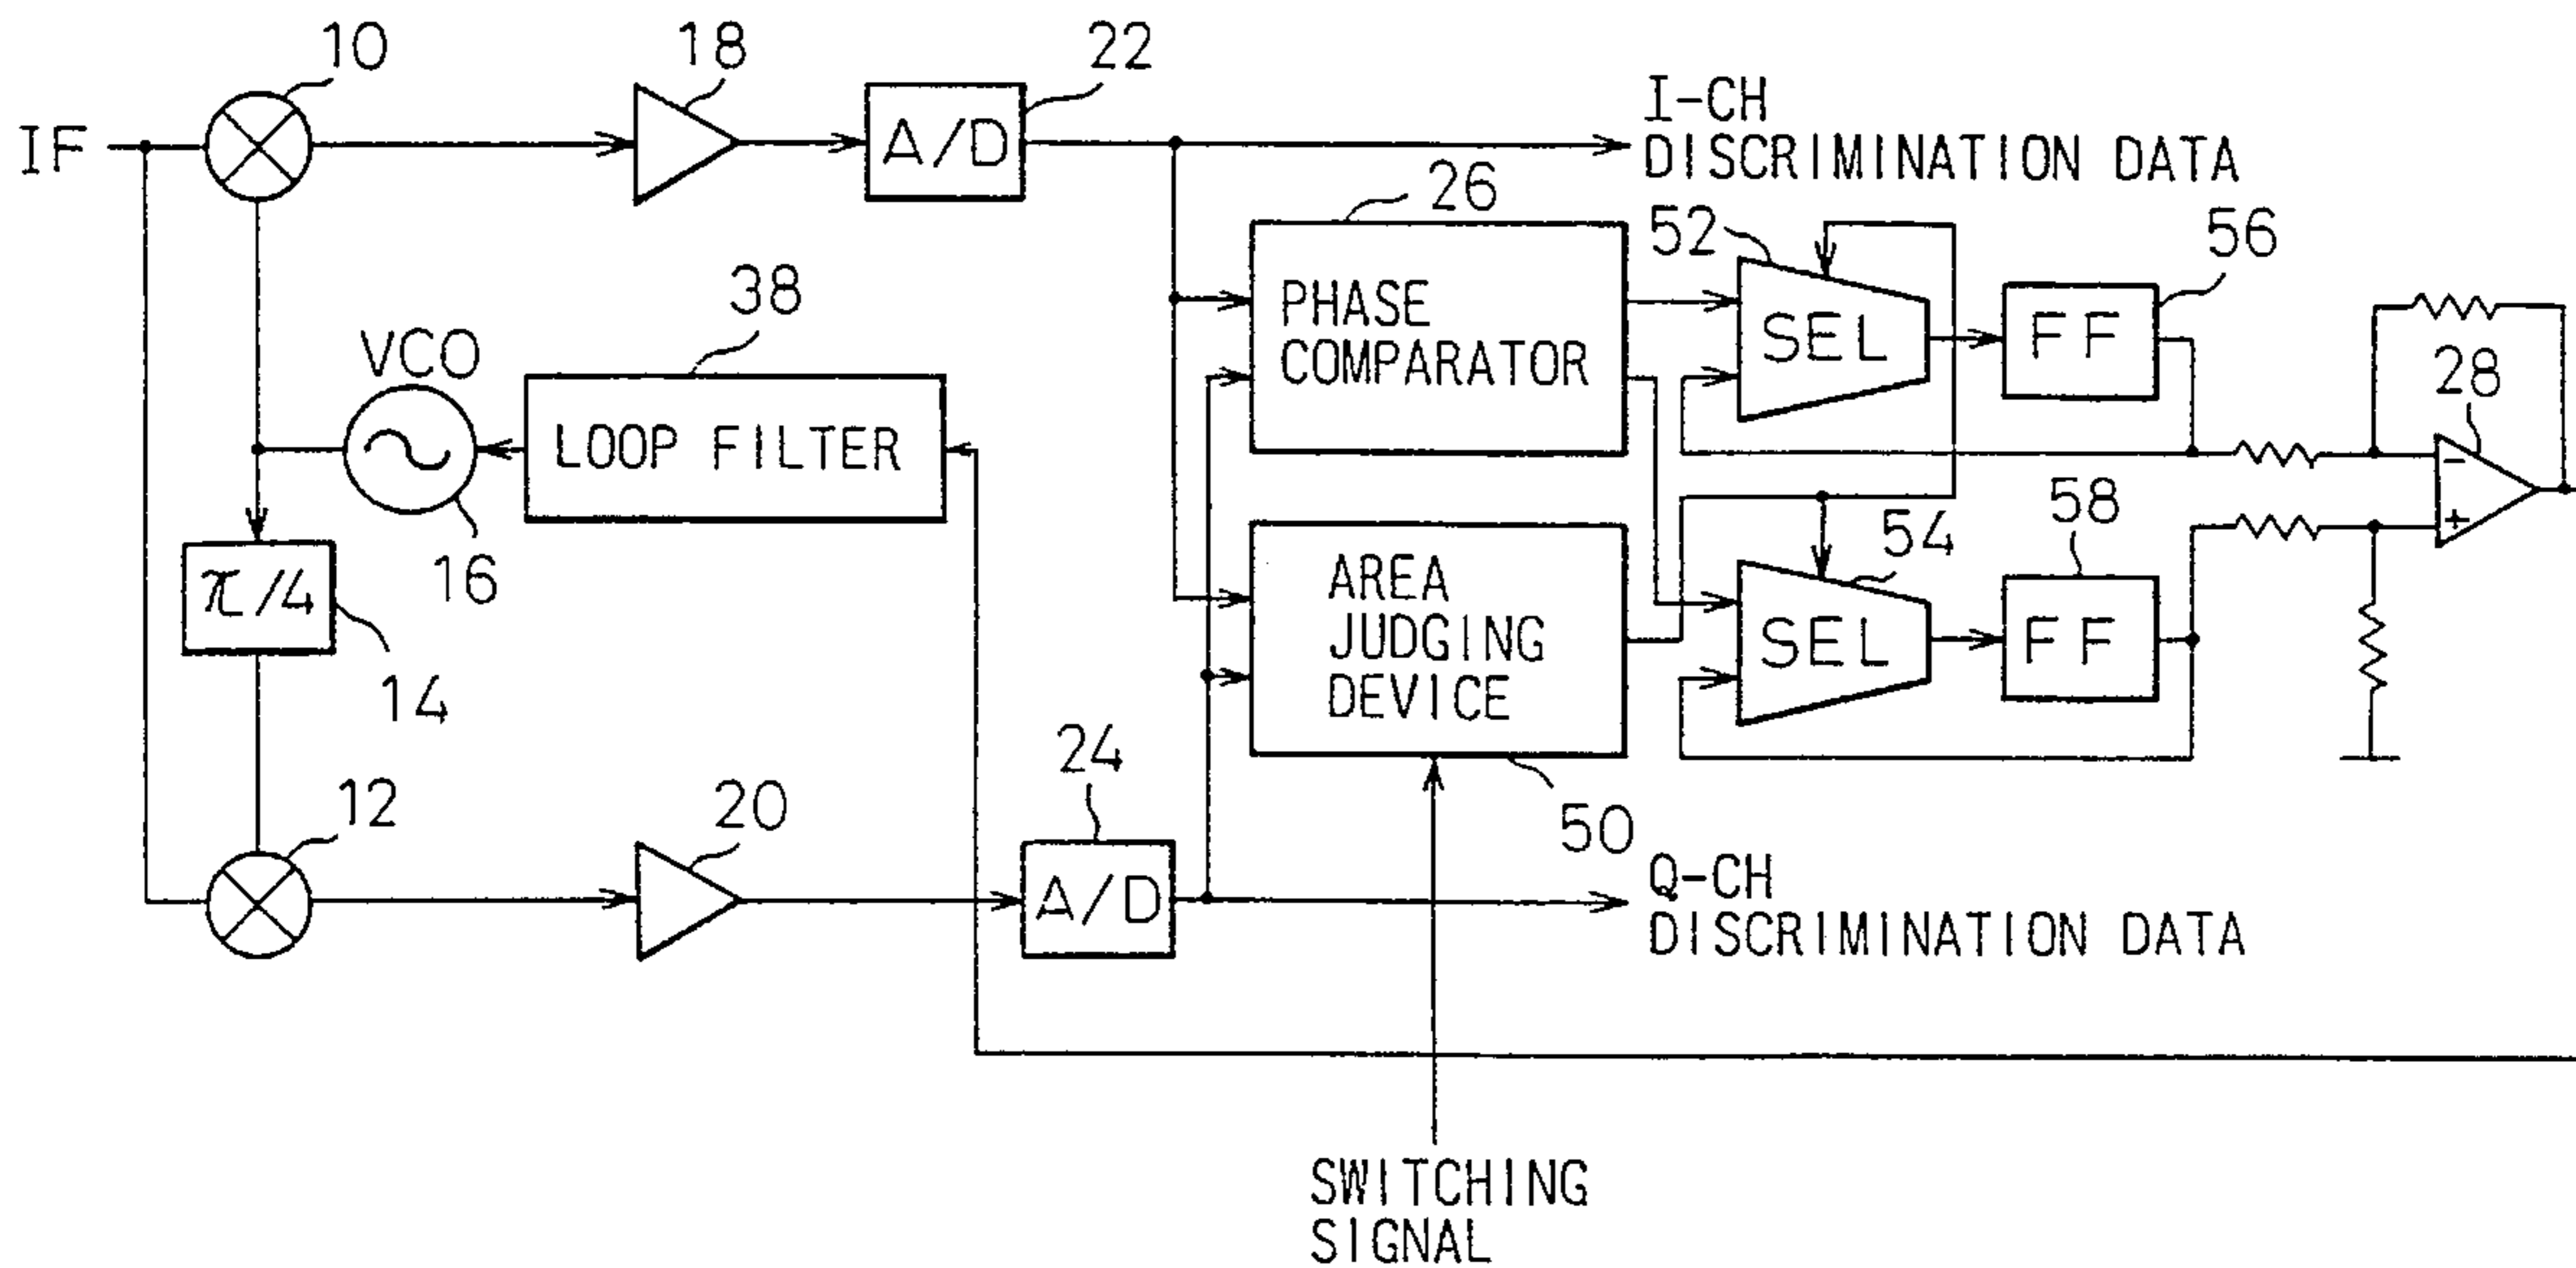 10
18
22
IF
A/D
I-CH
DISCRIMINATION DATA
26
52
56
38
PHASE
COMPARATOR
SEL
FF
28
VCO
LOOP FILTER
-
+
16
π/4
14
AREA
JUDGING
DEVICE
54
58
SEL
FF
12
20
24
A/D
50
Q-CH
DISCRIMINATION DATA
SWITCHING
SIGNAL